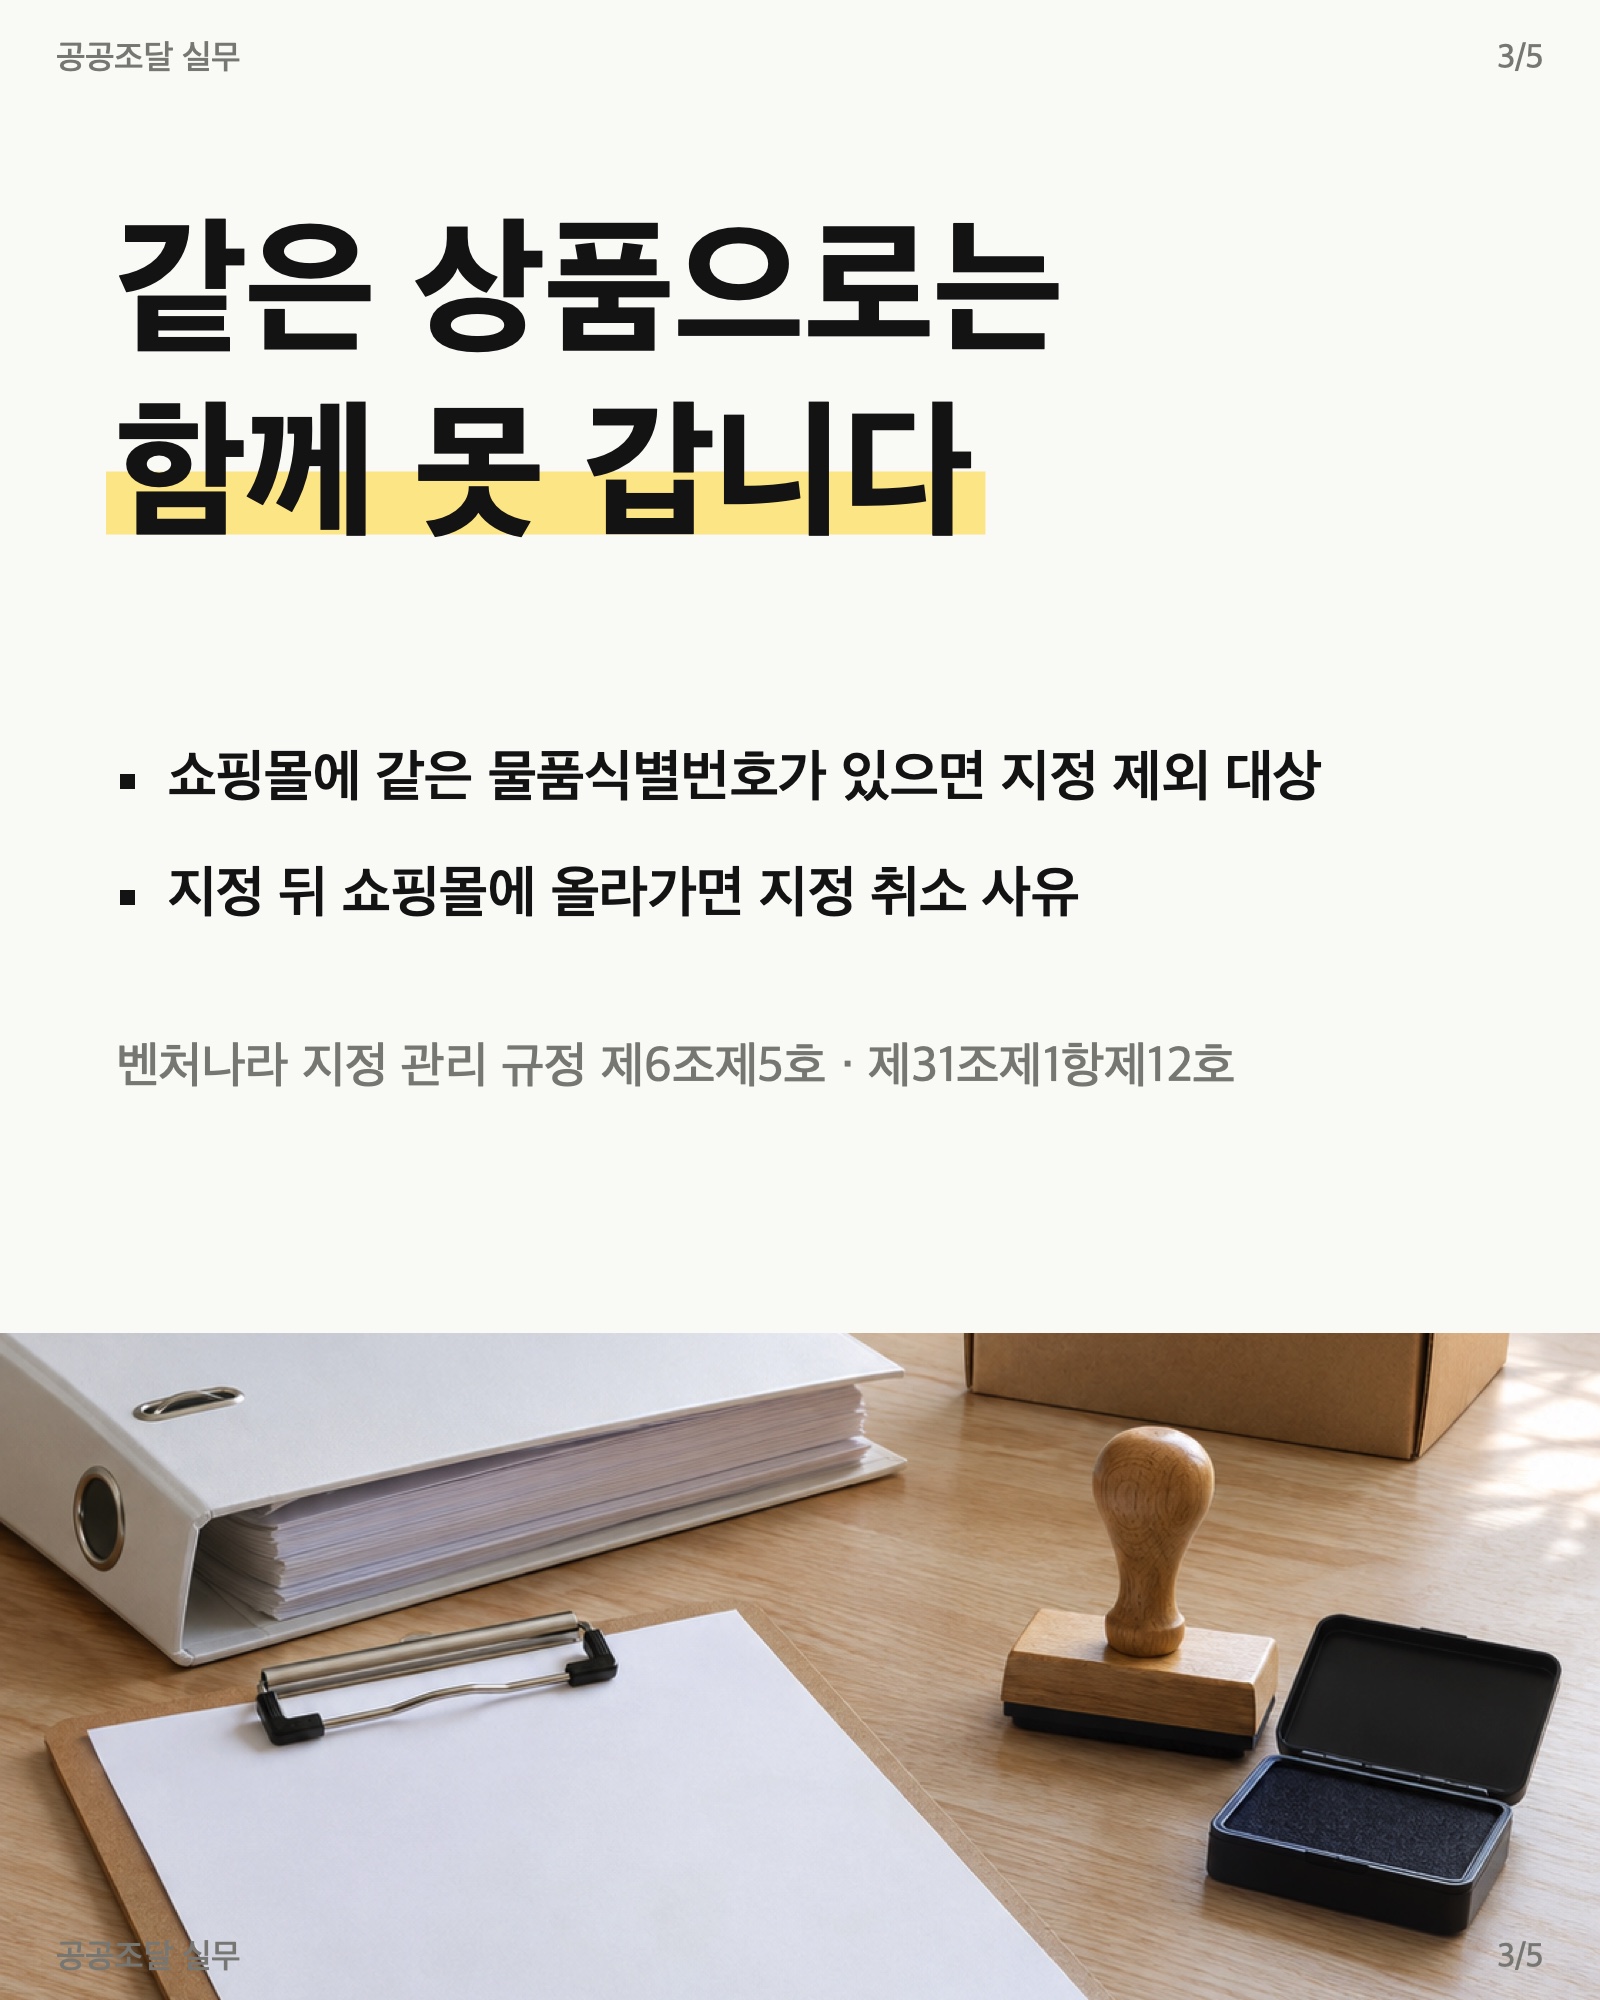 공공조달 실무
3/5
같은 상품으로는
함께 못 갑니다
▪ 쇼핑몰에 같은 물품식별번호가 있으면 지정 제외 대상
▪ 지정 뒤 쇼핑몰에 올라가면 지정 취소 사유
벤처나라 지정 관리 규정 제6조제5호 · 제31조제1항제12호
공공조달 실무
3/5